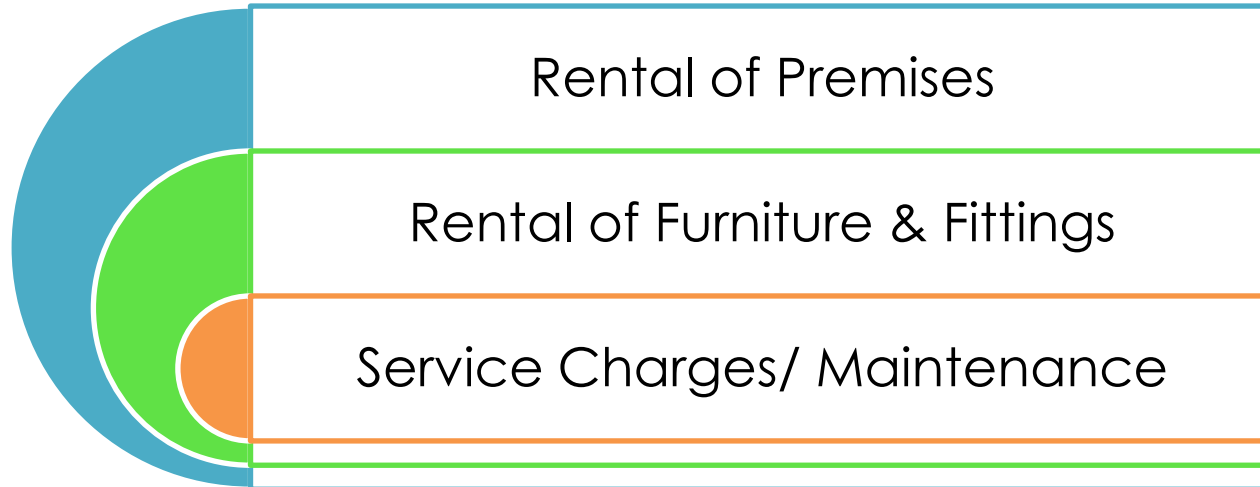 Rental of Premises
Rental of Furniture & Fittings
Service Charges/ Maintenance